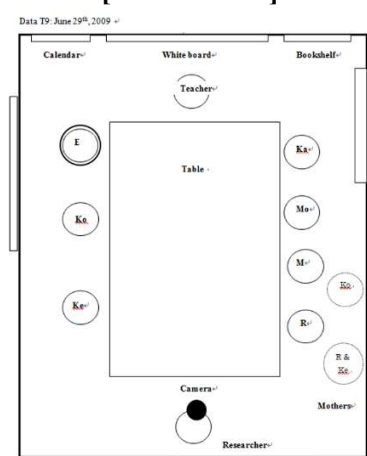 Data T9: June 29th, 2009
Calendar
White board
Bookshelf
Teacher
E
Ka
Table
Ko
Mo
M
Ko
Ke
R
R &
Ke
Camera
Mothers
Researcher